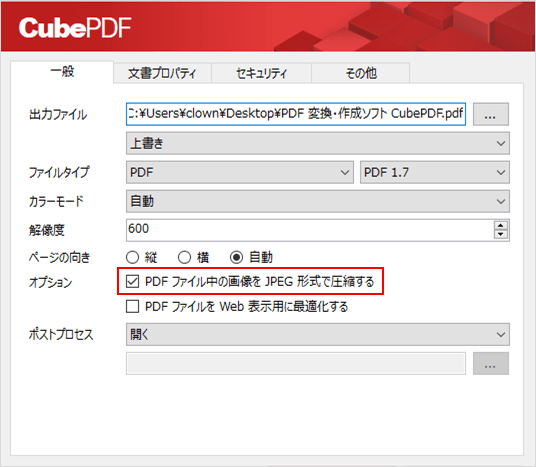 CubePDF
一般 文書プロパティ セキュリティ その他
出力ファイル C:¥Users¥clown¥Desktop¥PDF 変換・作成ソフト CubePDF.pdf ...
上書き
ファイルタイプ PDF PDF 1.7
カラーモード 自動
解像度 600
ページの向き 縦 横 自動
オプション PDF ファイル中の画像を JPEG 形式で圧縮する
PDF ファイルを Web 表示用に最適化する
ポストプロセス 開く
...